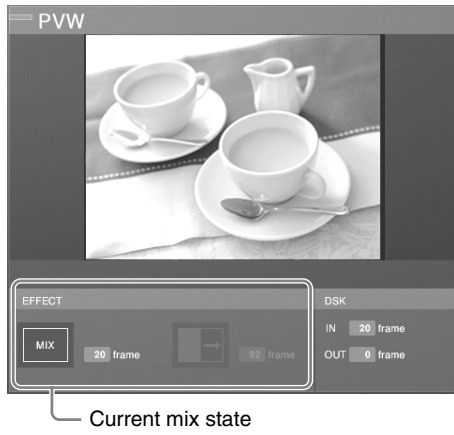 PVW
EFFECT
MIX
20 frame
82 frame
DSK
IN 20 frame
OUT 0 frame
Current mix state